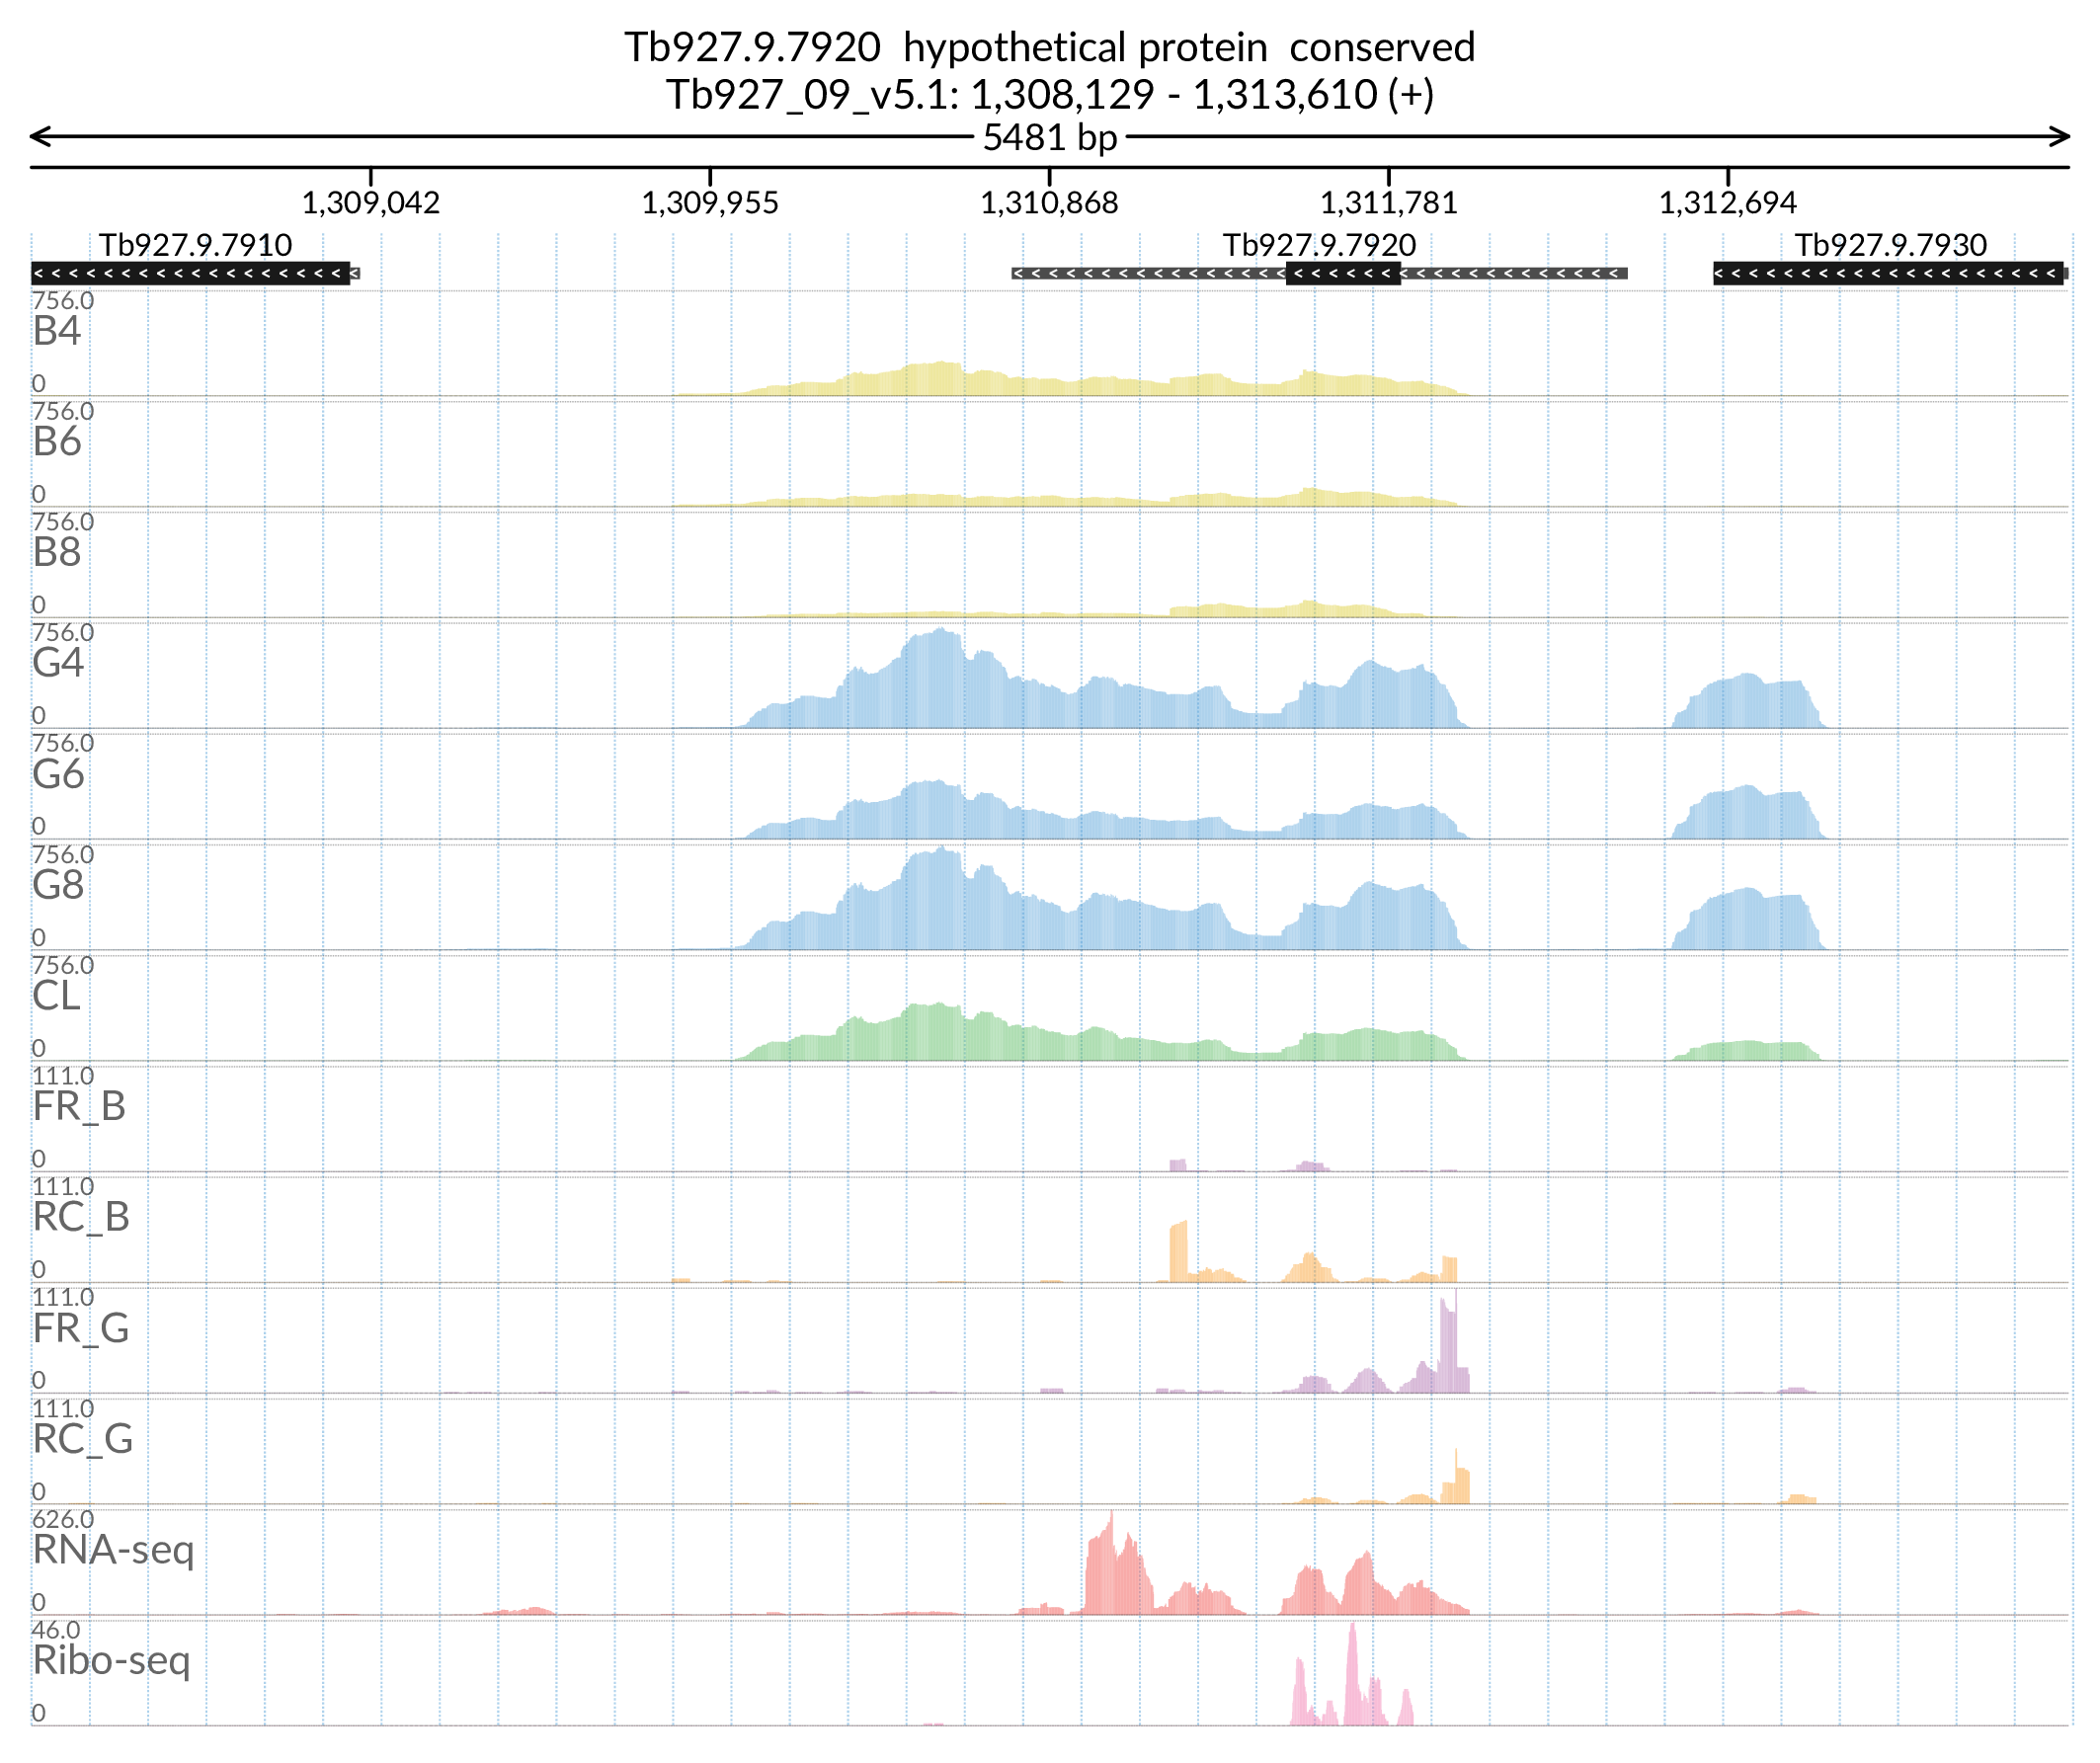 Tb927.9.7920  hypothetical protein  conserved
Tb927_09_v5.1: 1,308,129 - 1,313,610 (+)
5481 bp
1,309,042 1,309,955 1,310,868 1,311,781 1,312,694
Tb927.9.7910 Tb927.9.7920 Tb927.9.7930
756.0
B4
0
756.0
B6
0
756.0
B8
0
756.0
G4
0
756.0
G6
0
756.0
G8
0
756.0
CL
0
111.0
FR_B
0
111.0
RC_B
0
111.0
FR_G
0
111.0
RC_G
0
626.0
RNA-seq
0
46.0
Ribo-seq
0